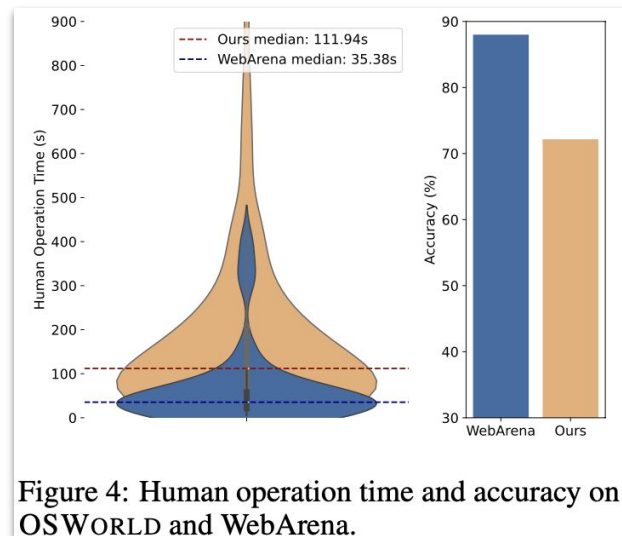 900
800
700
600
500
400
300
200
100
0
Human Operation Time (s)
Ours median: 111.94s
WebArena median: 35.38s
90
80
70
60
50
40
30
Accuracy (%)
WebArena
Ours
Figure 4: Human operation time and accuracy on
OSWORLD and WebArena.